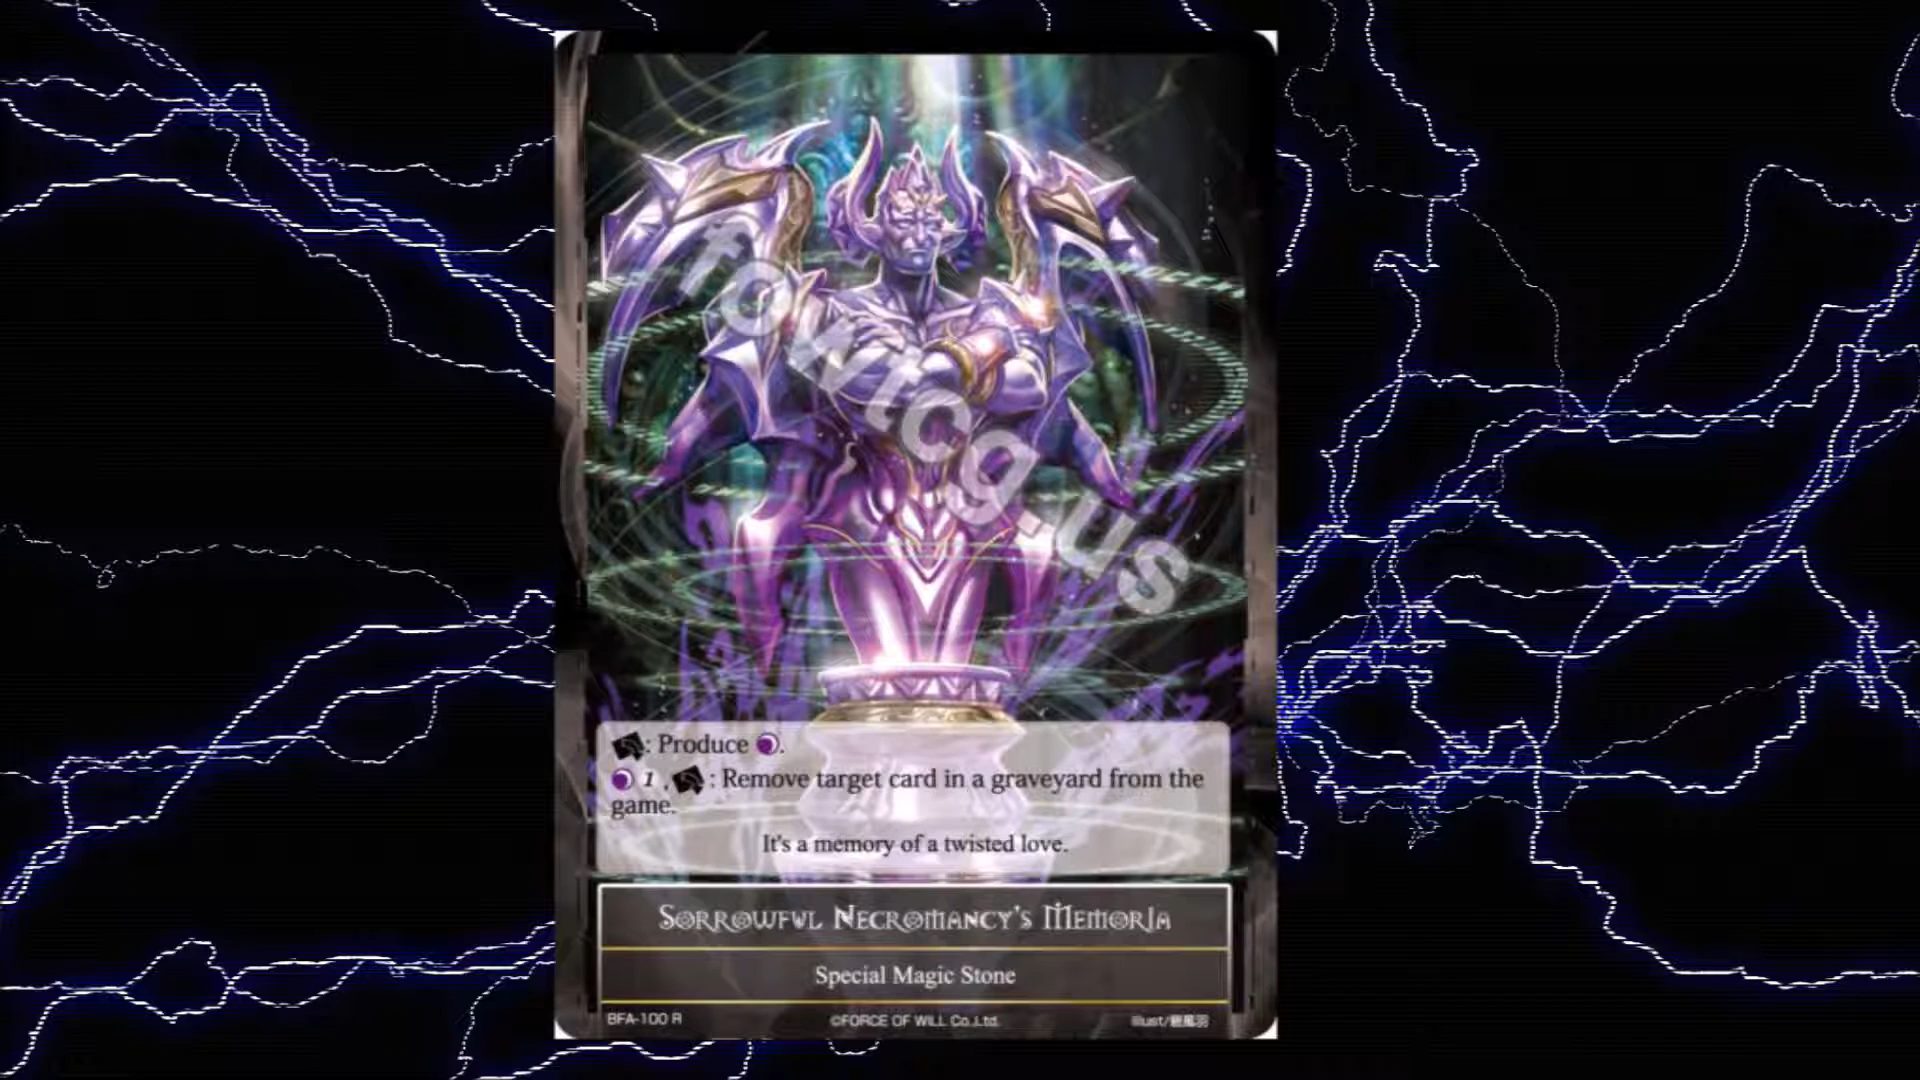 fowtcg.us
: Produce .
1 , : Remove target card in a graveyard from the
game.
It's a memory of a twisted love.
Sorrowful Necromancy's Memoria
Special Magic Stone
BFA-100 R
©FORCE OF WILL Co.,Ltd.
Illust/